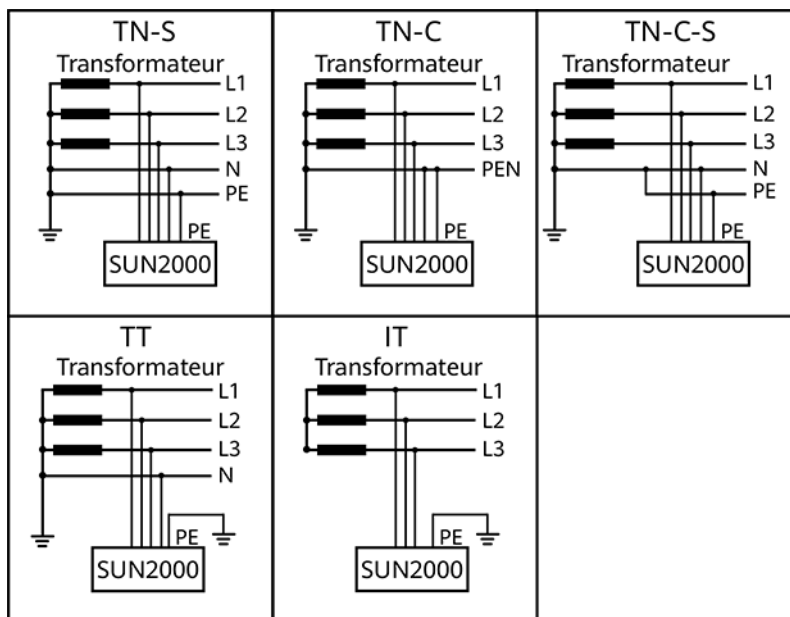 TN-S
Transformateur
L1
L2
L3
N
PE
PE
SUN2000
TN-C
Transformateur
L1
L2
L3
PEN
PE
SUN2000
TN-C-S
Transformateur
L1
L2
L3
N
PE
PE
SUN2000
TT
Transformateur
L1
L2
L3
N
PE
SUN2000
IT
Transformateur
L1
L2
L3
PE
SUN2000